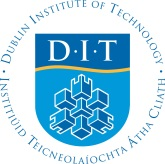 · DUBLIN INSTITUTE OF TECHNOLOGY ·
D·I·T
INSTITIÚID TEICNEOLAÍOCHTA ÁTHA CLIATH